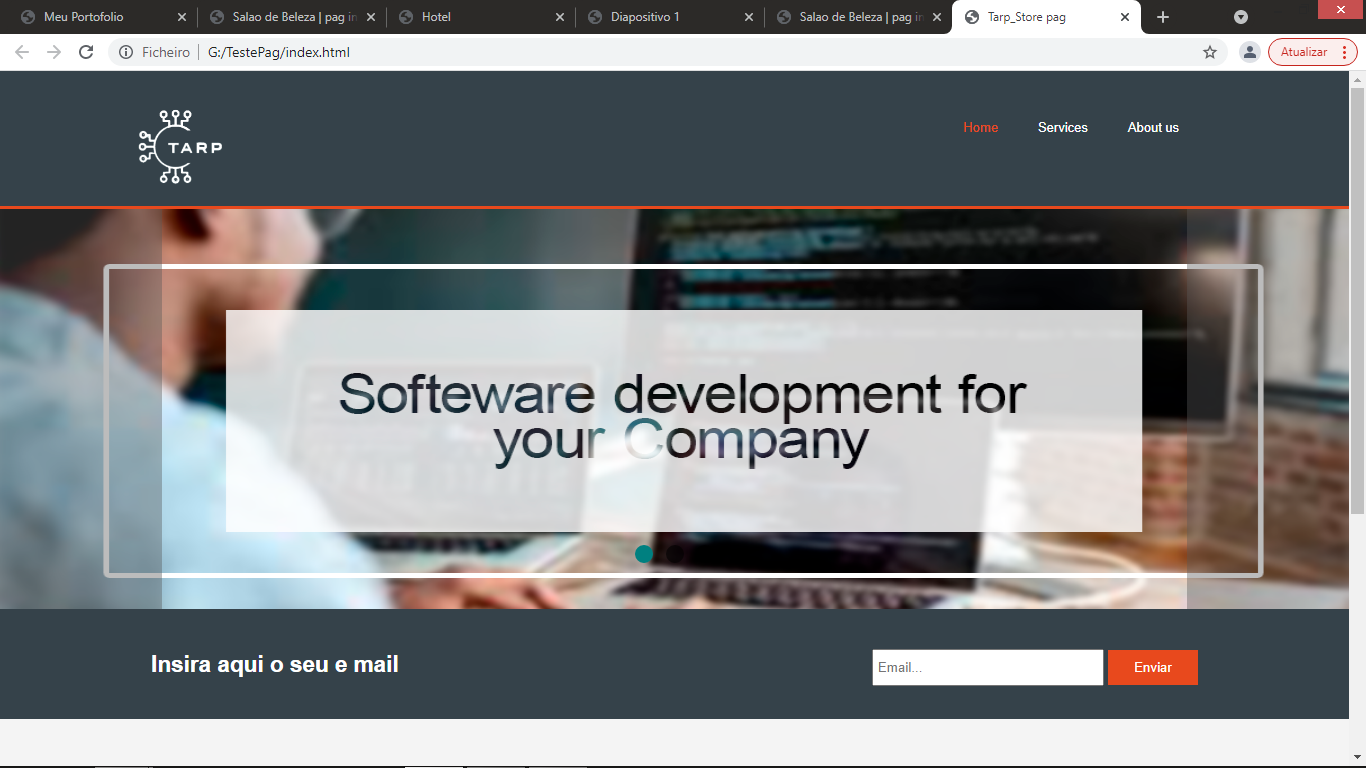 Meu Portofolio
Salao de Beleza | pag in
Hotel
Diapositivo 1
Salao de Beleza | pag in
Tarp_Store pag
Ficheiro
G:/TestePag/index.html
Atualizar
TARP
Home
Services
About us
Softeware development for
your Company
Insira aqui o seu e mail
Email...
Enviar